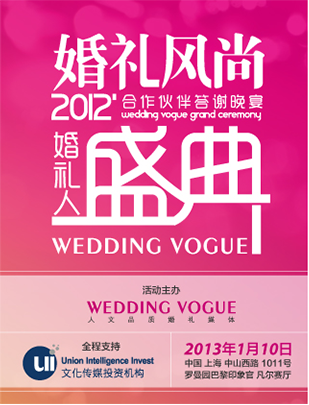 婚礼风尚
2012' 合作伙伴答谢晚宴
wedding vogue grand ceremony
婚礼人
盛典
WEDDING VOGUE
活动主办
WEDDING VOGUE
人文品质婚礼媒体
全程支持
ui Union Intelligence Invest
文化传媒投资机构
2013年1月10日
中国 上海 中山西路 1011号
罗曼园巴黎印象官 凡尔赛厅